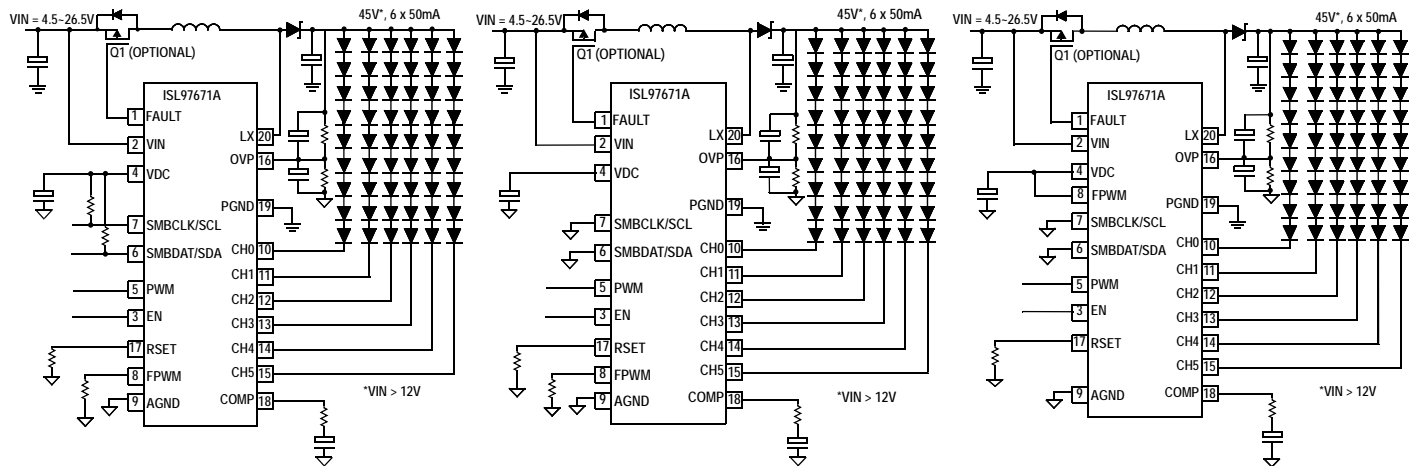 VIN = 4.5~26.5V
45V*, 6 x 50mA
Q1 (OPTIONAL)
ISL97671A
1 FAULT
LX 20
2 VIN
OVP 16
4 VDC
PGND 19
7 SMBCLK/SCL
CH0 10
6 SMBDAT/SDA
CH1 11
5 PWM
CH2 12
3 EN
CH3 13
17 RSET
CH4 14
8 FPWM
CH5 15
*VIN > 12V
9 AGND
COMP 18
VIN = 4.5~26.5V
45V*, 6 x 50mA
Q1 (OPTIONAL)
ISL97671A
1 FAULT
LX 20
2 VIN
OVP 16
4 VDC
PGND 19
7 SMBCLK/SCL
CH0 10
6 SMBDAT/SDA
CH1 11
5 PWM
CH2 12
3 EN
CH3 13
17 RSET
CH4 14
8 FPWM
CH5 15
*VIN > 12V
9 AGND
COMP 18
VIN = 4.5~26.5V
45V*, 6 x 50mA
Q1 (OPTIONAL)
ISL97671A
1 FAULT
LX 20
2 VIN
OVP 16
4 VDC
8 FPWM
PGND 19
7 SMBCLK/SCL
CH0 10
6 SMBDAT/SDA
CH1 11
5 PWM
CH2 12
3 EN
CH3 13
17 RSET
CH4 14
CH5 15
*VIN > 12V
9 AGND
COMP 18